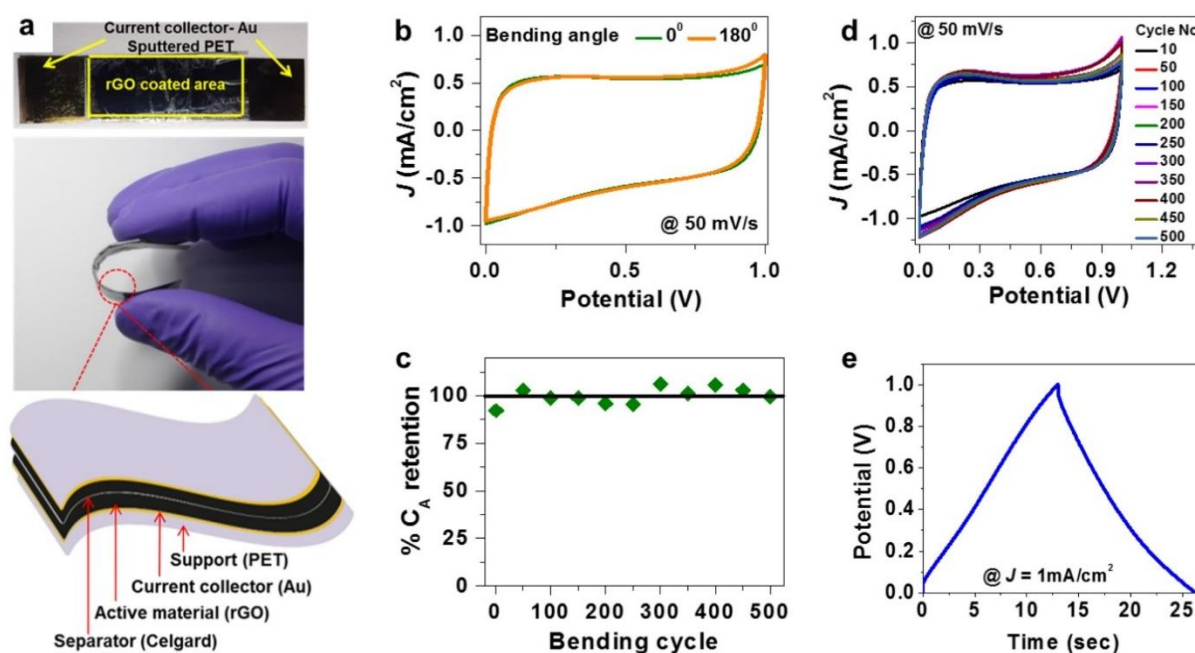 a
Current collector- Au
Sputtered PET
rGO coated area
Support (PET)
Current collector (Au)
Active material (rGO)
Separator (Celgard)
b
Bending angle 0⁰ 180⁰
J (mA/cm²)
1.0
0.5
0.0
-0.5
-1.0
@ 50 mV/s
0.0 0.5 1.0
Potential (V)
c
% C_A retention
125
100
75
50
25
0
0 100 200 300 400 500
Bending cycle
d
@ 50 mV/s
Cycle No
10
50
100
150
200
250
300
350
400
450
500
J (mA/cm²)
1.0
0.5
0.0
-0.5
-1.0
0.0 0.3 0.6 0.9 1.2
Potential (V)
e
Potential (V)
1.0
0.8
0.6
0.4
0.2
0.0
@ J = 1mA/cm²
0 5 10 15 20 25
Time (sec)